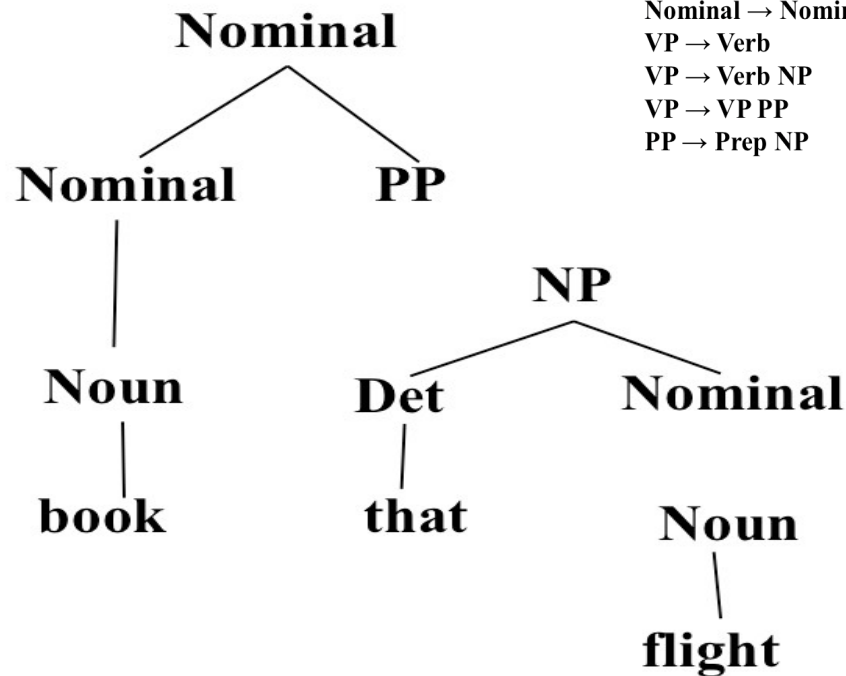 Nominal → Nomi
Nominal
VP → Verb
VP → Verb NP
VP → VP PP
PP → Prep NP
Nominal PP
NP
Noun Det Nominal
book that Noun
flight